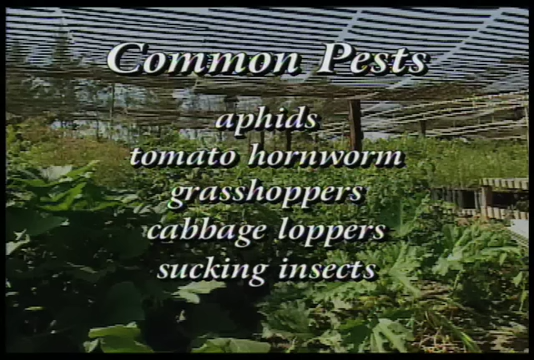 Common Pests
aphids
tomato hornworm
grasshoppers
cabbage loppers
sucking insects